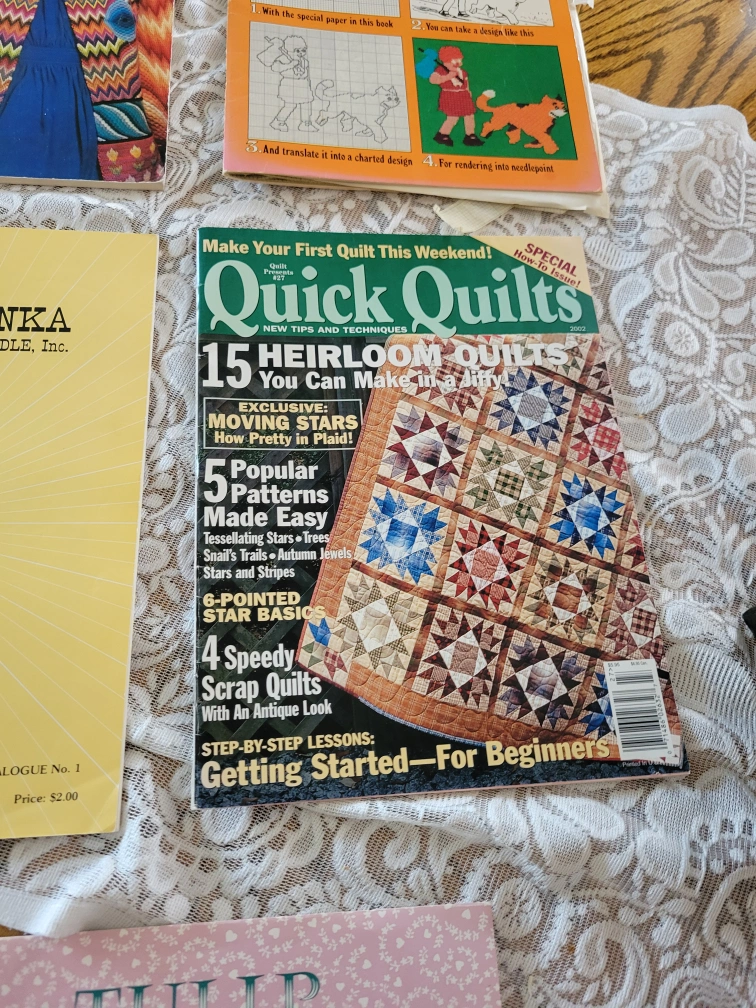 1. With the special paper in this book
2. You can take a design like this
3. And translate it into a charted design
4. For rendering into needlepoint
NKA
DLE, Inc.
ALOGUE No. 1
Price: $2.00
Make Your First Quilt This Weekend!
SPECIAL
How-To Issue!
Quilt
Presents
#27
Quick Quilts
NEW TIPS AND TECHNIQUES
2002
15 HEIRLOOM QUILTS
You Can Make in a Jiffy!
EXCLUSIVE:
MOVING STARS
How Pretty in Plaid!
5 Popular
Patterns
Made Easy
Tessellating Stars • Trees
Snail's Trails • Autumn Jewels
Stars and Stripes
6-POINTED
STAR BASICS
4 Speedy
Scrap Quilts
With An Antique Look
STEP-BY-STEP LESSONS:
Getting Started—For Beginners
Printed in U
TULIP